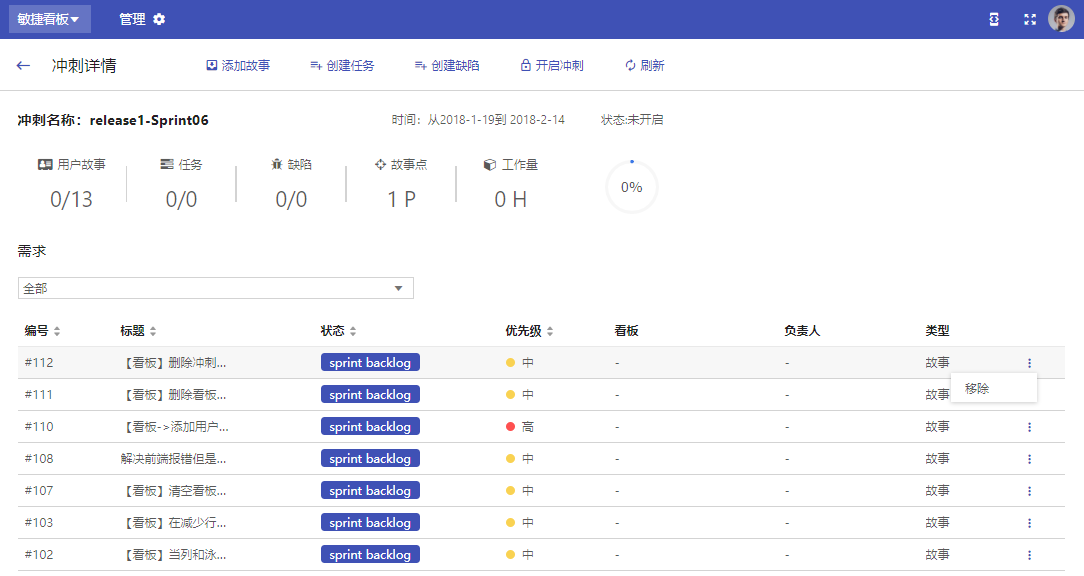 敏捷看板 管理
冲刺详情 添加故事 创建任务 创建缺陷 开启冲刺 刷新
冲刺名称：release1-Sprint06 时间：从2018-1-19到 2018-2-14 状态:未开启
用户故事 任务 缺陷 故事点 工作量
0/13 0/0 0/0 1 P 0 H 0%
需求
全部
编号 标题 状态 优先级 看板 负责人 类型
#112 【看板】删除冲刺... sprint backlog 中 - - 故事
移除
#111 【看板】删除看板... sprint backlog 中 - - 故事
#110 【看板->添加用户... sprint backlog 高 - - 故事
#108 解决前端报错但是... sprint backlog 中 - - 故事
#107 【看板】清空看板... sprint backlog 中 - - 故事
#103 【看板】在减少行... sprint backlog 中 - - 故事
#102 【看板】当列和泳... sprint backlog 中 - - 故事